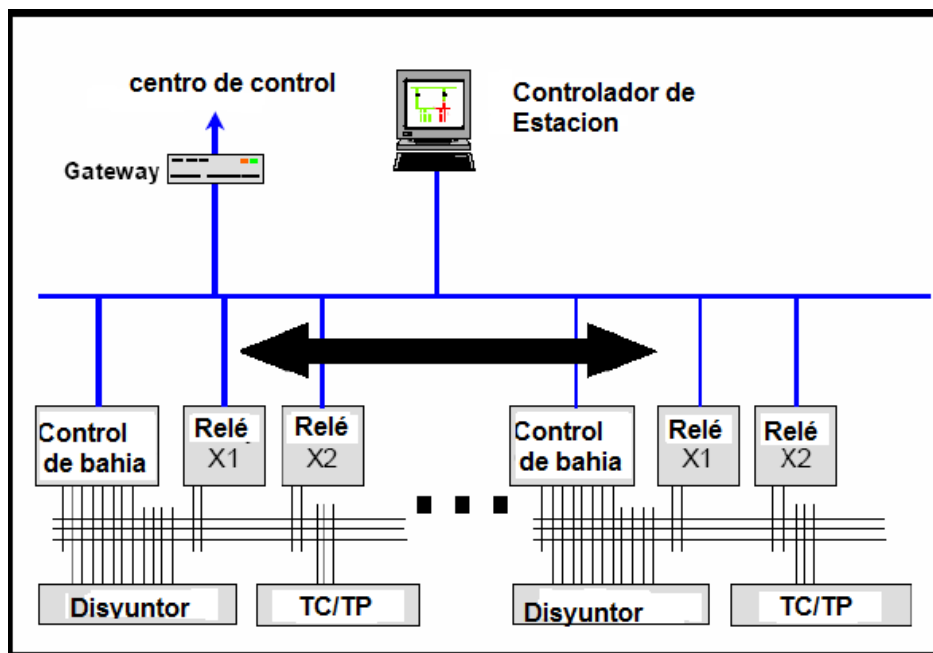 centro de control
Controlador de
Estacion
Gateway
Control
de bahia
Relé
X1
Relé
X2
Control
de bahia
Relé
X1
Relé
X2
Disyuntor
TC/TP
Disyuntor
TC/TP